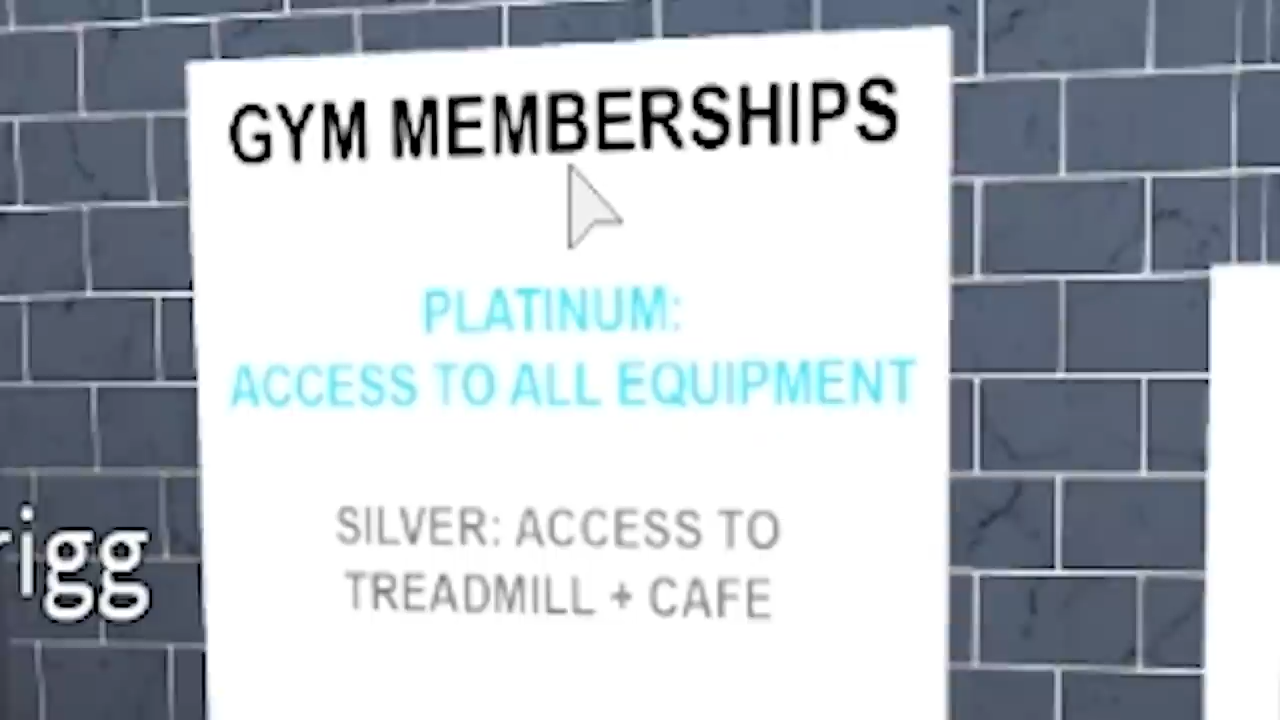 GYM MEMBERSHIPS
PLATINUM:
ACCESS TO ALL EQUIPMENT
SILVER: ACCESS TO
TREADMILL + CAFE